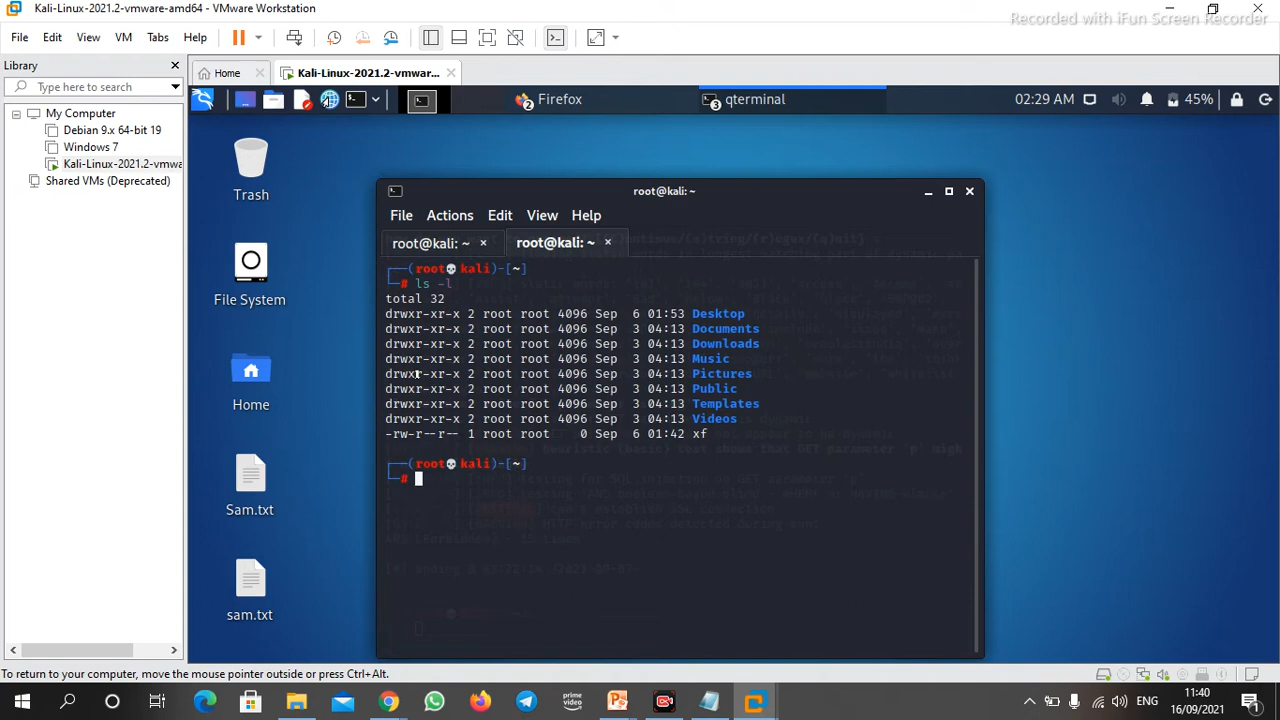 Kali-Linux-2021.2-vmware-amd64 - VMware Workstation
Recorded with iFun Screen Recorder
File Edit View VM Tabs Help
Library
Type here to search
My Computer
Debian 9.x 64-bit 19
Windows 7
Kali-Linux-2021.2-vmwa
Shared VMs (Deprecated)
Home
Kali-Linux-2021.2-vmwar...
2 Firefox
3 qterminal
02:29 AM
45%
Trash
File System
Home
Sam.txt
sam.txt
root@kali: ~
File Actions Edit View Help
root@kali: ~ ×
root@kali: ~ ×
┌──(root💀kali)-[~]
└─# ls -l
total 32
drwxr-xr-x 2 root root 4096 Sep  6 01:53 Desktop
drwxr-xr-x 2 root root 4096 Sep  3 04:13 Documents
drwxr-xr-x 2 root root 4096 Sep  3 04:13 Downloads
drwxr-xr-x 2 root root 4096 Sep  3 04:13 Music
drwxr-xr-x 2 root root 4096 Sep  3 04:13 Pictures
drwxr-xr-x 2 root root 4096 Sep  3 04:13 Public
drwxr-xr-x 2 root root 4096 Sep  3 04:13 Templates
drwxr-xr-x 2 root root 4096 Sep  3 04:13 Videos
-rw-r--r-- 1 root root    0 Sep  6 01:42 xf
┌──(root💀kali)-[~]
└─#
To return to your computer, move the mouse pointer outside or press Ctrl+Alt.
prime video
ENG
11:40
16/09/2021
1